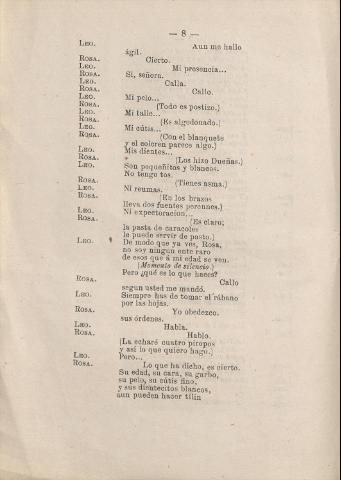 — 8 —
LEO. Aun me hallo
ágil.
ROSA. Cierto.
LEO. Mi presencia...
ROSA. Sí, señora.
LEO. Calla.
ROSA. Callo.
LEO. Mi pelo...
ROSA. (Todo es postizo.)
LEO. Mi talle...
ROSA. (Es algodonado.)
LEO. Mi cútis...
ROSA. (Con el blanquete
y el coloren parece algo.)
LEO. Mis dientes...
ROSA. (Los hizo Dueñas.)
LEO. Son pequeñitos y blancos.
No tengo tos.
ROSA. (Tienes asma.)
LEO. Ni reumas.
ROSA. (En los brazos
lleva dos fuentes perennes.)
LEO. Ni expectoracion...
ROSA. (Es claro;
la pasta de caracoles
le puede servir de pasto.)
LEO. De modo que ya ves, Rosa,
no soy ningun ente raro
de esos que á mi edad se ven.
(Momento de silencio.)
Pero ¿qué es lo que haces?
ROSA. Callo
segun usted me mandó.
LEO. Siempre has de tomar el rábano
por las hojas.
ROSA. Yo obedezco.
sus órdenes.
LEO. Habla.
ROSA. Hablo.
(La echaré cuatro piropos
y así lo que quiero hago.)
LEO. Pero...
ROSA. Lo que ha dicho, es cierto.
Su edad, su cara, su garbo,
su pelo, su cútis fino,
y sus dientecitos blancos,
áun pueden hacer tilin